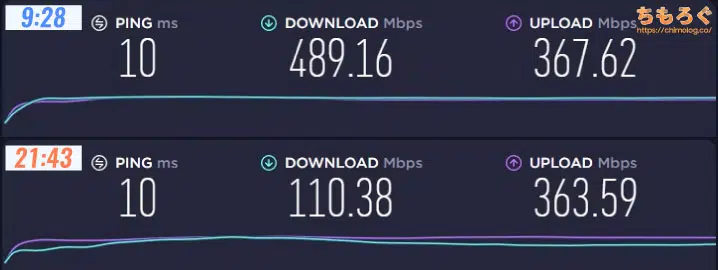 9:28
PING ms
DOWNLOAD Mbps
UPLOAD Mbps
ちもろぐ
https://chimolog.co/
10
489.16
367.62
21:43
PING ms
DOWNLOAD Mbps
UPLOAD Mbps
10
110.38
363.59